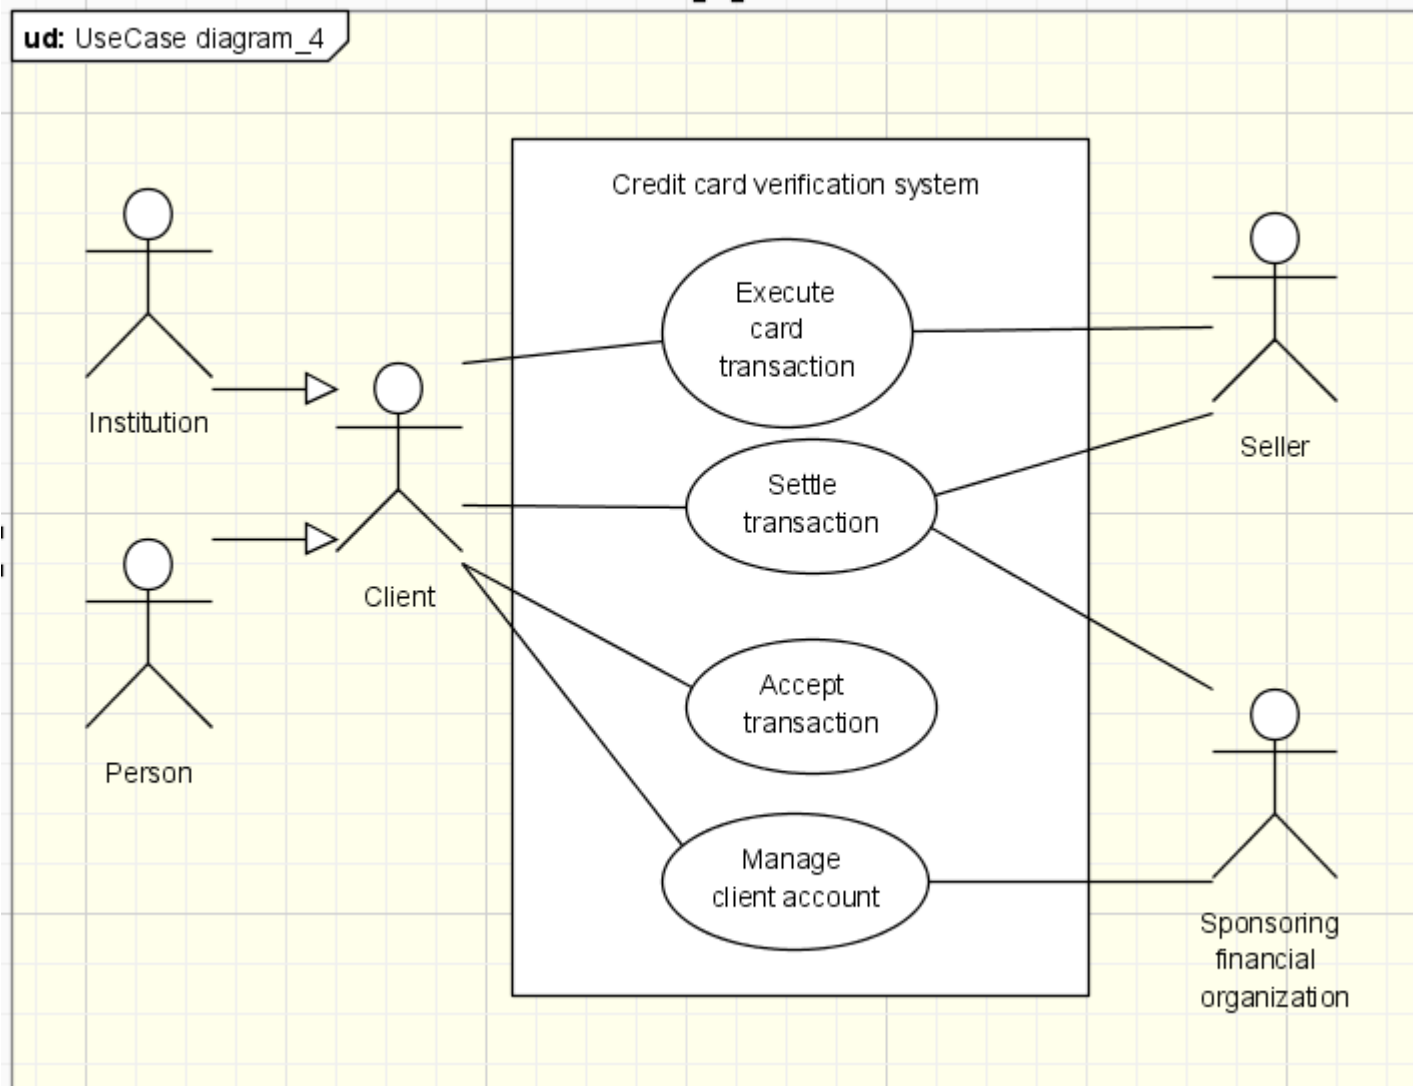 ud: UseCase diagram_4
Credit card verification system
Execute
card
transaction
Institution
Seller
Settle
transaction
Client
Accept
transaction
Person
Manage
client account
Sponsoring
financial
organization